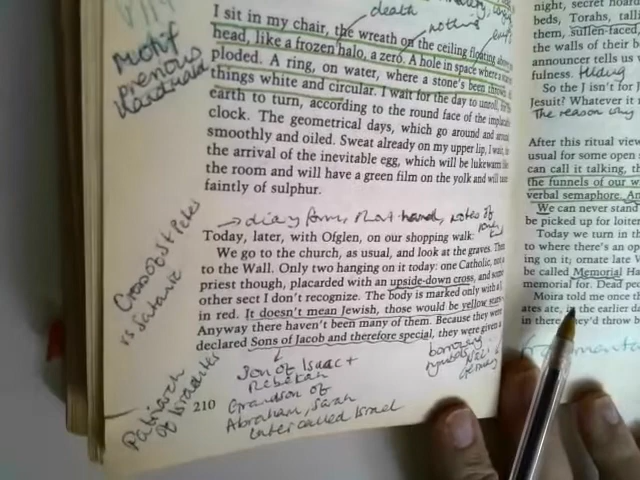 death
nothing
I sit in my chair, the wreath on the ceiling floating above my
head, like a frozen halo, a zero. A hole in space where a star
ploded. A ring, on water, where a stone's been thrown.
things white and circular. I wait for the day to unroll, for
earth to turn, according to the round face of the implacable
clock. The geometrical days, which go around and around,
smoothly and oiled. Sweat already on my upper lip, I wait,
the arrival of the inevitable egg, which will be lukewarm like
the room and will have a green film on the yolk and will taste
faintly of sulphur.
Motif
previous
→ diary form, short hand, notes of
Today, later, with Ofglen, on our shopping walk:
We go to the church, as usual, and look at the graves. Then
to the Wall. Only two hanging on it today: one Catholic, not a
priest though, placarded with an upside-down cross, and some
other sect I don't recognize. The body is marked only with a J,
in red. It doesn't mean Jewish, those would be yellow stars.
Anyway there haven't been many of them. Because they were
declared Sons of Jacob and therefore special, they were given a
Cross of St Peter
vs Satanic
Son of Isaac +
Rebekah
Grandson of
Abraham, Sarah
later called Israel
borrowing
symbols
Germany
Patriarch
of Israelites
210
night, secret
beds, Torahs,
them, sullen-faced,
the walls of their
announcer tells us
fulness.
So the J isn't for J
Jesuit? Whatever it
The reason why
After this ritual view
usual for some open
can call it talking, th
the funnels of our w
verbal semaphore. A
We can never stand
be picked up for loiter
Today we turn in th
to where there's an op
ing on it; ornate late V
be called Memorial Ha
memorial for. Dead pe
Moira told me once th
ates ate, in the earlier da
in there, they'd throw b